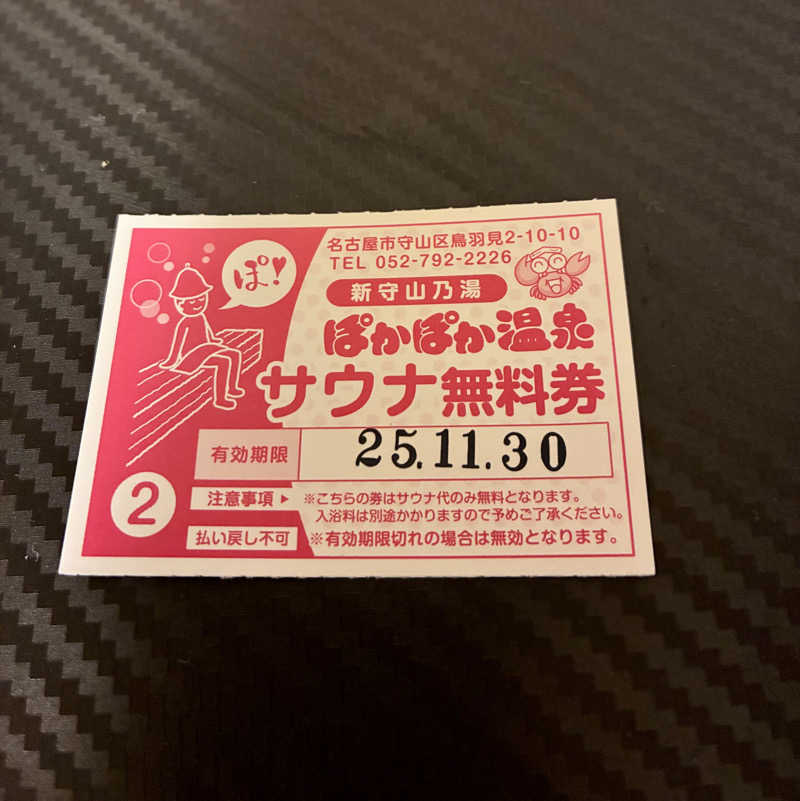 名古屋市守山区鳥羽見2-10-10
TEL 052-792-2226
ぽ!
新守山乃湯
ぽかぽか温泉
サウナ無料券
有効期限 25.11.30
2
注意事項 ▶ ※こちらの券はサウナ代のみ無料となります。
入浴料は別途かかりますので予めご了承ください。
払い戻し不可 ※有効期限切れの場合は無効となります。